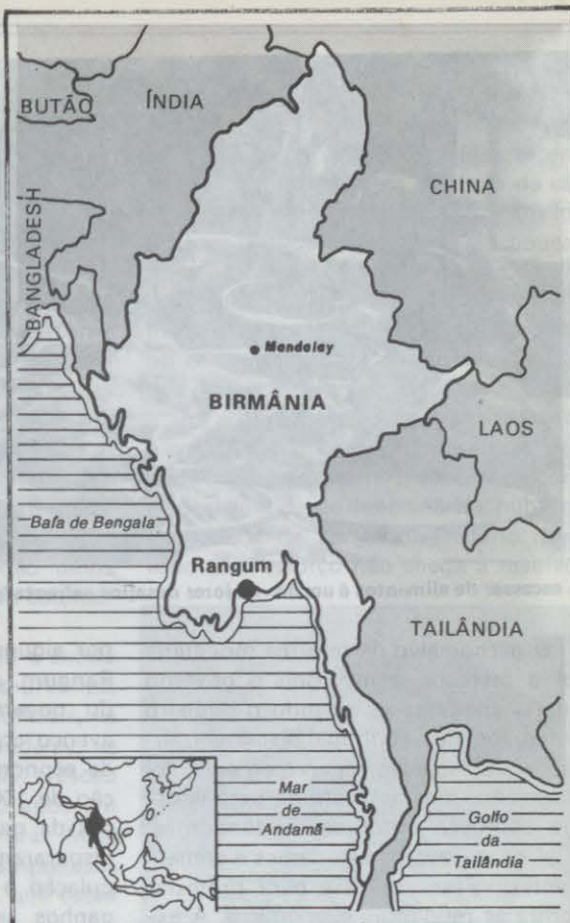 BUTÃO
ÍNDIA
CHINA
BANGLADESH
Mandalay
BIRMÂNIA
LAOS
Baía de Bengala
Rangum
TAILÂNDIA
Mar
de
Andamã
Golfo
da
Tailândia